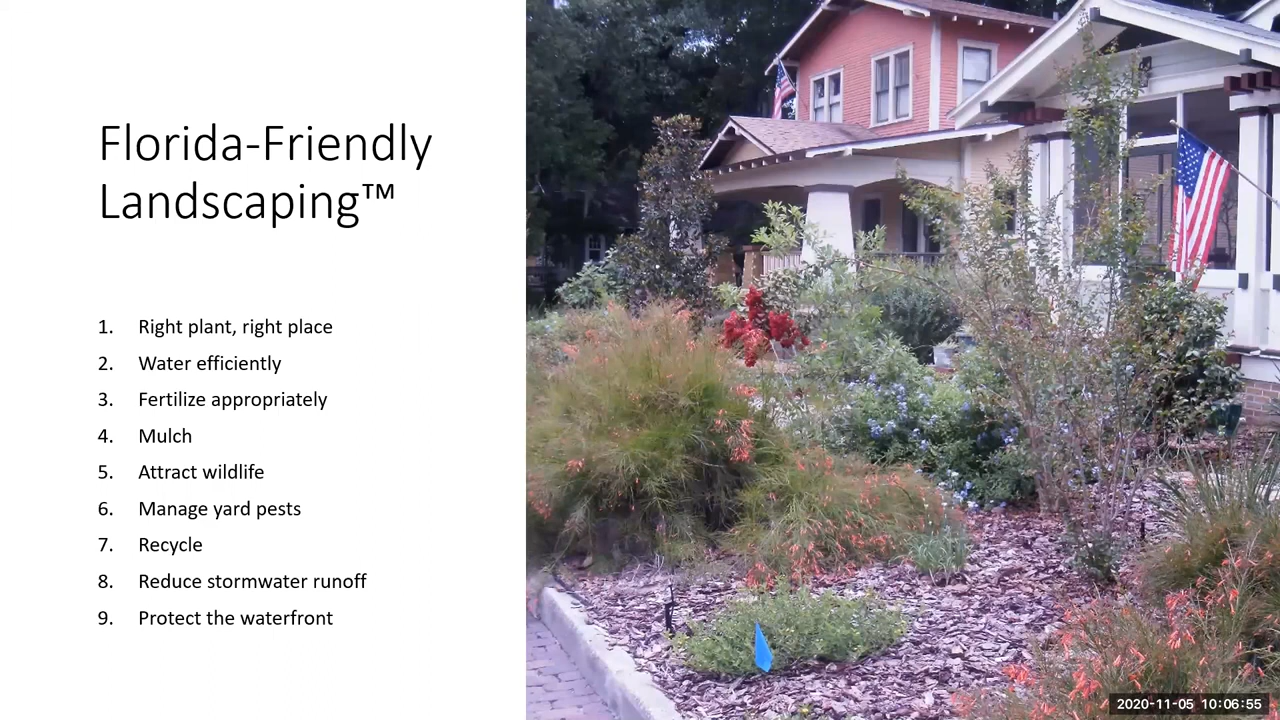 Florida-Friendly
Landscaping™
1. Right plant, right place
2. Water efficiently
3. Fertilize appropriately
4. Mulch
5. Attract wildlife
6. Manage yard pests
7. Recycle
8. Reduce stormwater runoff
9. Protect the waterfront
2020-11-05 10:06:55